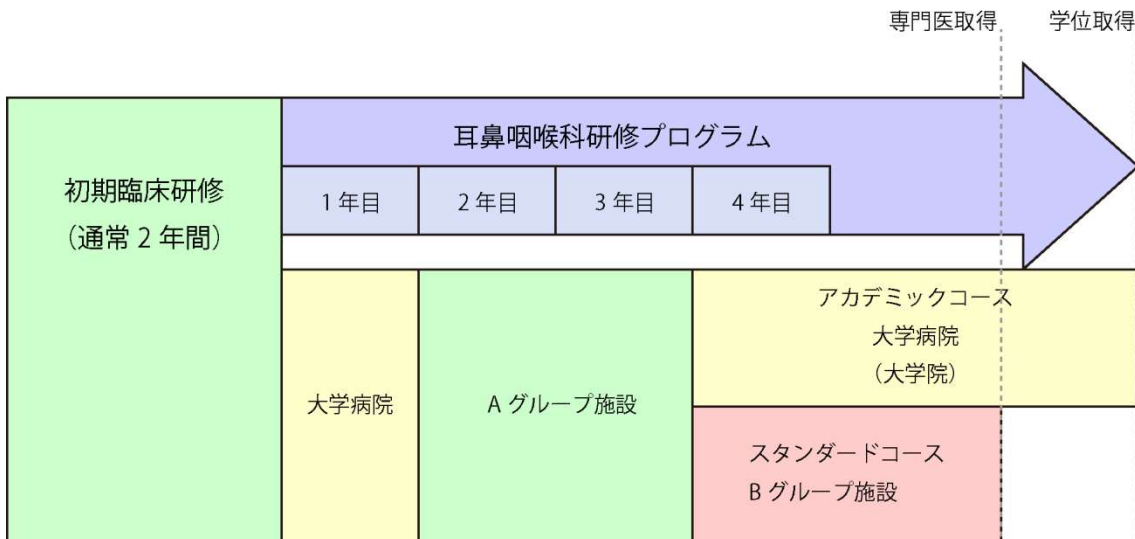 専門医取得
学位取得
初期臨床研修
（通常 2 年間）
耳鼻咽喉科研修プログラム
1 年目
2 年目
3 年目
4 年目
大学病院
A グループ施設
アカデミックコース
大学病院
（大学院）
スタンダードコース
B グループ施設